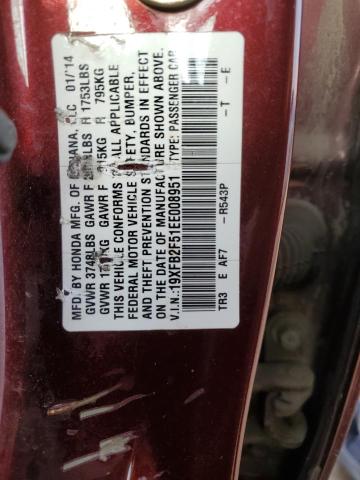 MFD. BY HONDA MFG. OF INDIANA, LLC 01/14
GVWR 3748LBS GAWR F LBS R 1753LBS
GVWR KG GAWR F 915KG R 795KG
THIS VEHICLE CONFORMS TO ALL APPLICABLE
FEDERAL MOTOR VEHICLE SAFETY, BUMPER,
AND THEFT PREVENTION STANDARDS IN EFFECT
ON THE DATE OF MANUFACTURE SHOWN ABOVE.
V.I.N.:19XFB2F51EE008951 TYPE: PASSENGER CAR
-R543P -T -E
TR3 E AF7